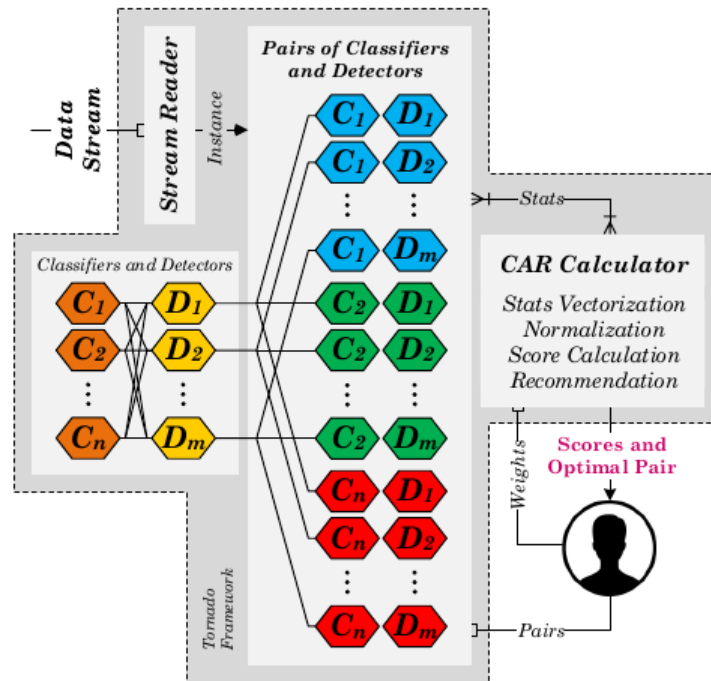 Data
Stream
Stream Reader
Instance
Pairs of Classifiers
and Detectors
C1 D1
C1 D2
⋮ ⋮
C1 Dm
C2 D1
C2 D2
⋮ ⋮
C2 Dm
Cn D1
Cn D2
⋮ ⋮
Cn Dm
Classifiers and Detectors
C1 D1
C2 D2
⋮ ⋮
Cn Dm
Stats
CAR Calculator
Stats Vectorization
Normalization
Score Calculation
Recommendation
Weights
Scores and
Optimal Pair
Pairs
Tornado
Framework